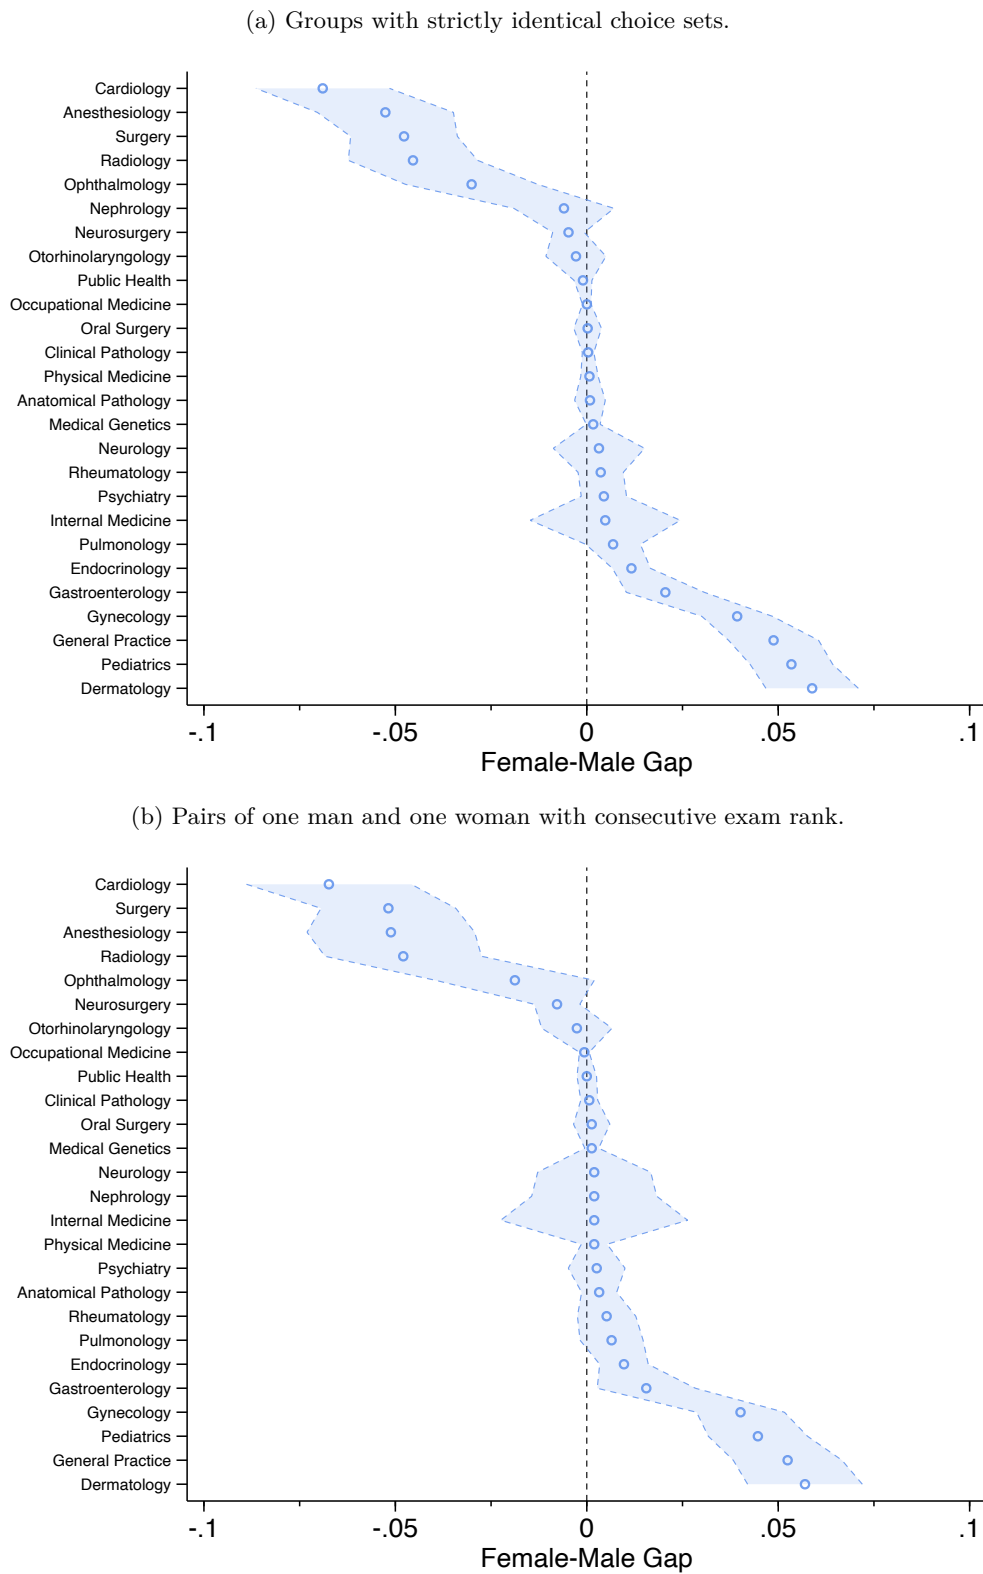 (a) Groups with strictly identical choice sets.
Cardiology
Anesthesiology
Surgery
Radiology
Ophthalmology
Nephrology
Neurosurgery
Otorhinolaryngology
Public Health
Occupational Medicine
Oral Surgery
Clinical Pathology
Physical Medicine
Anatomical Pathology
Medical Genetics
Neurology
Rheumatology
Psychiatry
Internal Medicine
Pulmonology
Endocrinology
Gastroenterology
Gynecology
General Practice
Pediatrics
Dermatology
-.1 -.05 0 .05 .1
Female-Male Gap
(b) Pairs of one man and one woman with consecutive exam rank.
Cardiology
Surgery
Anesthesiology
Radiology
Ophthalmology
Neurosurgery
Otorhinolaryngology
Occupational Medicine
Public Health
Clinical Pathology
Oral Surgery
Medical Genetics
Neurology
Nephrology
Internal Medicine
Physical Medicine
Psychiatry
Anatomical Pathology
Rheumatology
Pulmonology
Endocrinology
Gastroenterology
Gynecology
Pediatrics
General Practice
Dermatology
-.1 -.05 0 .05 .1
Female-Male Gap